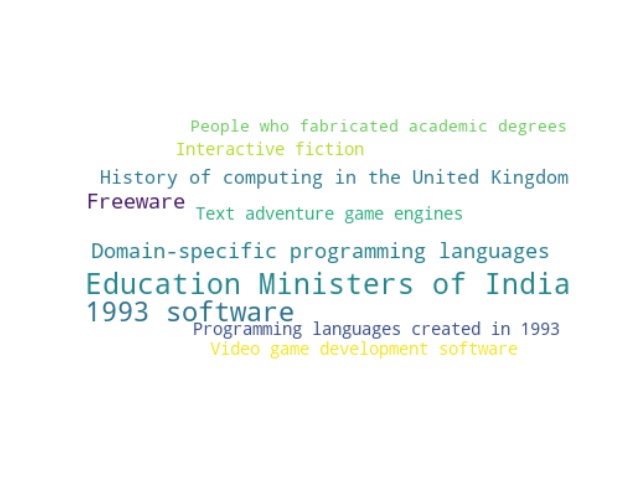 People who fabricated academic degrees
Interactive fiction
History of computing in the United Kingdom
Freeware
Text adventure game engines
Domain-specific programming languages
Education Ministers of India
1993 software
Programming languages created in 1993
Video game development software